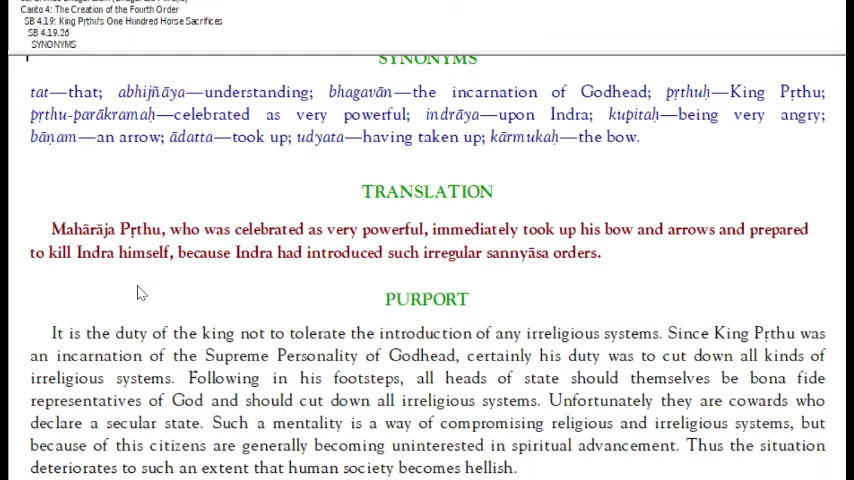 Canto 4: The Creation of the Fourth Order
SB 4.19: King Pṛthu's One Hundred Horse Sacrifices
SB 4.19.26
SYNONYMS
SYNONYMS
tat—that; abhijñāya—understanding; bhagavān—the incarnation of Godhead; pṛthuḥ—King Pṛthu;
pṛthu-parākramaḥ—celebrated as very powerful; indrāya—upon Indra; kupitaḥ—being very angry;
bāṇam—an arrow; ādatta—took up; udyata—having taken up; kārmukaḥ—the bow.
TRANSLATION
Mahārāja Pṛthu, who was celebrated as very powerful, immediately took up his bow and arrows and prepared
to kill Indra himself, because Indra had introduced such irregular sannyāsa orders.
PURPORT
It is the duty of the king not to tolerate the introduction of any irreligious systems. Since King Pṛthu was
an incarnation of the Supreme Personality of Godhead, certainly his duty was to cut down all kinds of
irreligious systems. Following in his footsteps, all heads of state should themselves be bona fide
representatives of God and should cut down all irreligious systems. Unfortunately they are cowards who
declare a secular state. Such a mentality is a way of compromising religious and irreligious systems, but
because of this citizens are generally becoming uninterested in spiritual advancement. Thus the situation
deteriorates to such an extent that human society becomes hellish.